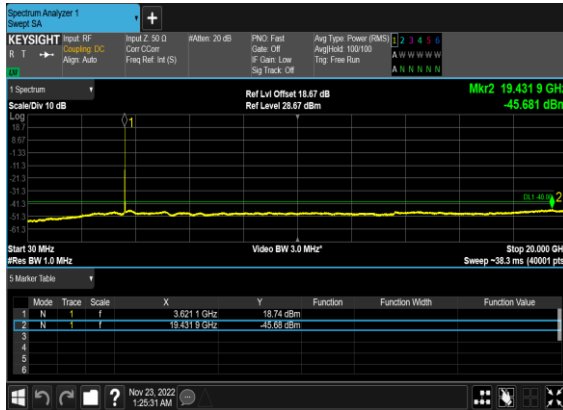 Spectrum Analyzer 1
Swept SA
+
KEYSIGHT
R T
LXI
Input: RF
Coupling: DC
Align: Auto
Input Z: 50 Ω
Corr CCorr
Freq Ref: Int (S)
#Atten: 20 dB
PNO: Fast
Gate: Off
IF Gain: Low
Sig Track: Off
Avg Type: Power (RMS)
Avg|Hold: 100/100
Trig: Free Run
1 2 3 4 5 6
A W W W W W
A N N N N N
1 Spectrum
Scale/Div 10 dB
Log
Ref Lvl Offset 18.67 dB
Ref Level 28.67 dBm
Mkr2 19.431 9 GHz
-45.681 dBm
18.7
8.67
-1.33
-11.3
-21.3
-31.3
-41.3
-51.3
-61.3
1
2
Start 30 MHz
#Res BW 1.0 MHz
Video BW 3.0 MHz*
Stop 20.000 GH
Sweep ~38.3 ms (40001 pts
5 Marker Table
Mode Trace Scale X Y Function Function Width Function Value
1 N 1 f 3.621 1 GHz 18.74 dBm
2 N 1 f 19.431 9 GHz -45.68 dBm
3
4
5
6
?
Nov 23, 2022
1:25:31 AM